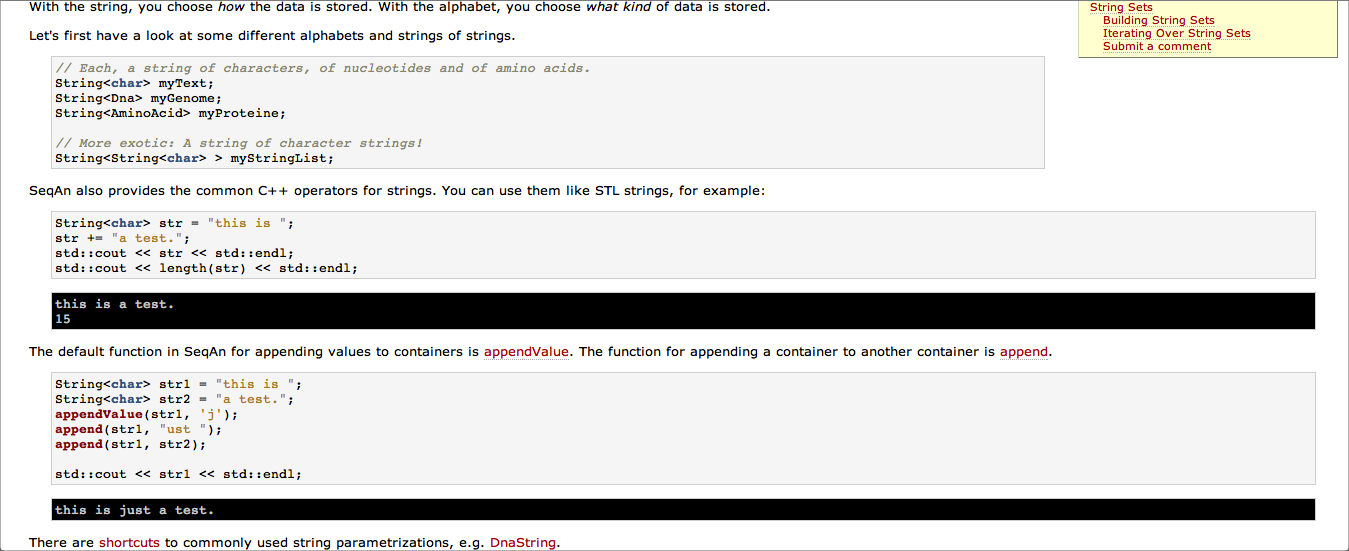 With the string, you choose how the data is stored. With the alphabet, you choose what kind of data is stored.
String Sets
Building String Sets
Iterating Over String Sets
Submit a comment
Let's first have a look at some different alphabets and strings of strings.
// Each, a string of characters, of nucleotides and of amino acids.
String<char> myText;
String<Dna> myGenome;
String<AminoAcid> myProteine;
// More exotic: A string of character strings!
String<String<char> > myStringList;
SeqAn also provides the common C++ operators for strings. You can use them like STL strings, for example:
String<char> str = "this is ";
str += "a test.";
std::cout << str << std::endl;
std::cout << length(str) << std::endl;
this is a test.
15
The default function in SeqAn for appending values to containers is appendValue. The function for appending a container to another container is append.
String<char> str1 = "this is ";
String<char> str2 = "a test.";
appendValue(str1, 'j');
append(str1, "ust ");
append(str1, str2);
std::cout << str1 << std::endl;
this is just a test.
There are shortcuts to commonly used string parametrizations, e.g. DnaString.